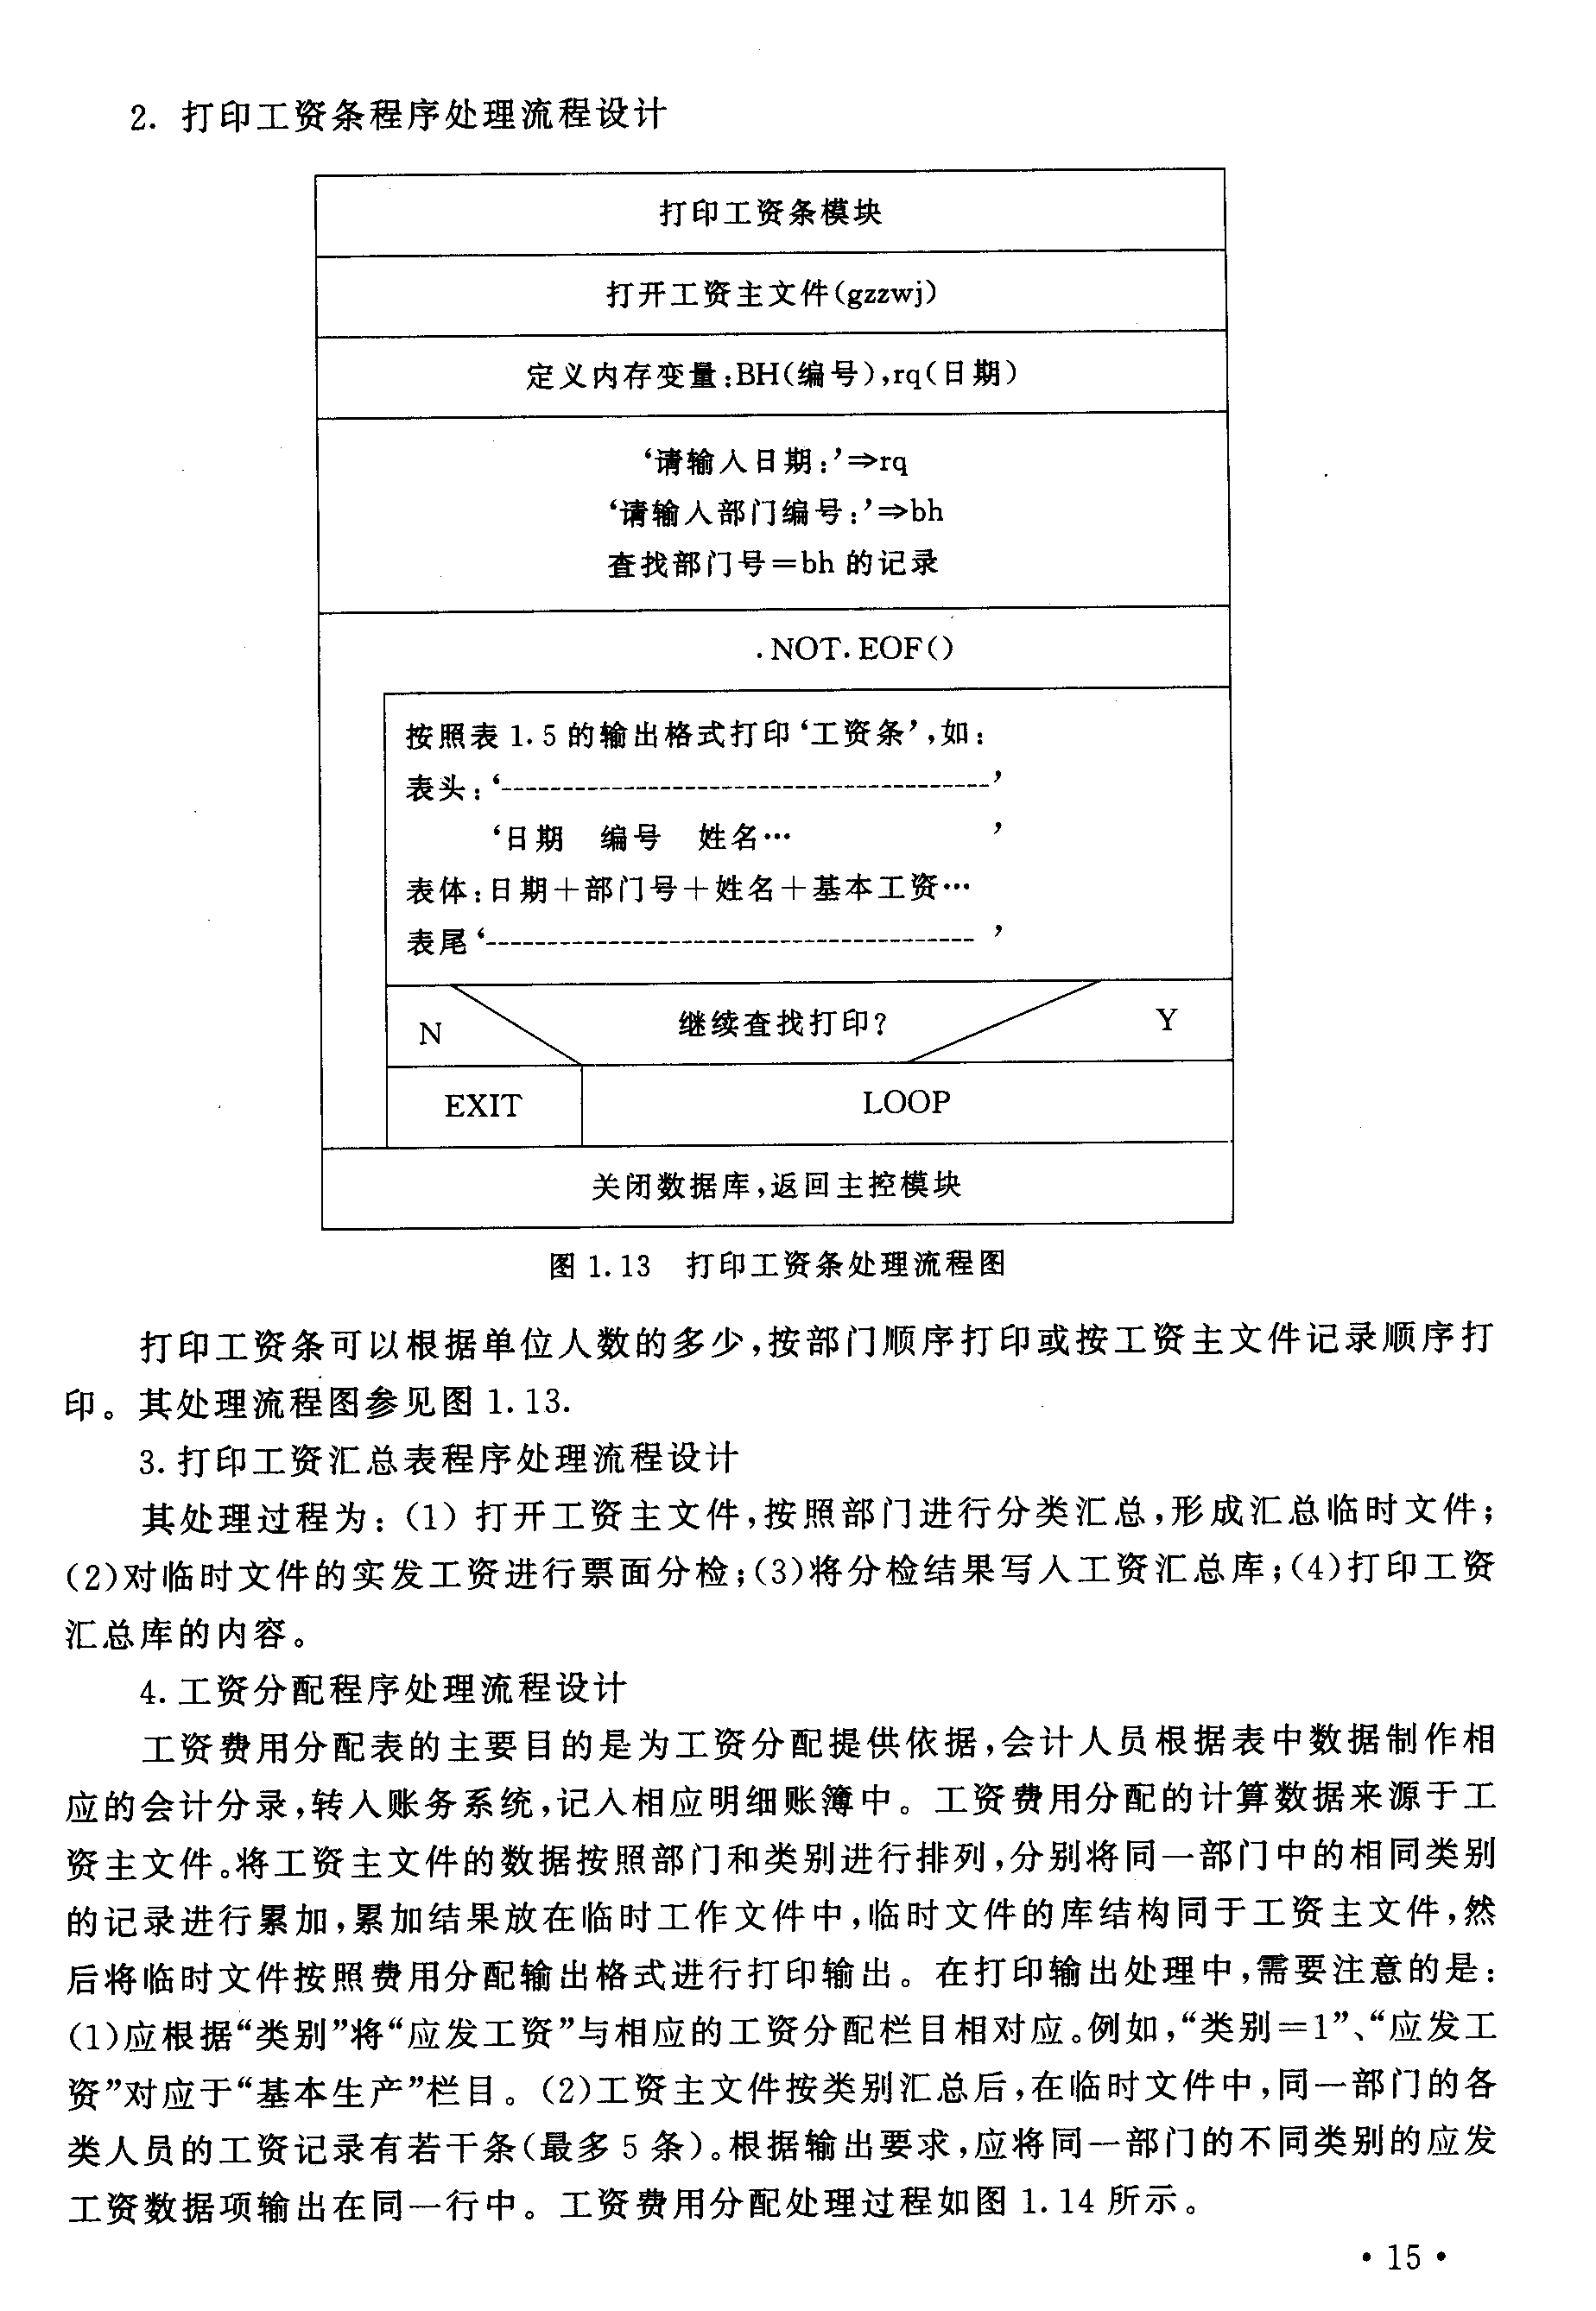 2. 打印工资条程序处理流程设计
打印工资条模块
打开工资主文件(gzzwj)
定义内存变量:BH(编号),rq(日期)
‘请输入日期:’⇒rq
‘请输入部门编号:’⇒bh
查找部门号=bh 的记录
.NOT.EOF()
按照表 1.5 的输出格式打印‘工资条’,如:
表头:‘----------------------------------------’
‘日期 编号 姓名… ’
表体:日期+部门号+姓名+基本工资…
表尾‘---------------------------------------- ’
N 继续查找打印? Y
EXIT LOOP
关闭数据库,返回主控模块
图 1.13 打印工资条处理流程图
打印工资条可以根据单位人数的多少,按部门顺序打印或按工资主文件记录顺序打
印。其处理流程图参见图 1.13.
3. 打印工资汇总表程序处理流程设计
其处理过程为:(1) 打开工资主文件,按照部门进行分类汇总,形成汇总临时文件;
(2)对临时文件的实发工资进行票面分检;(3)将分检结果写入工资汇总库;(4)打印工资
汇总库的内容。
4. 工资分配程序处理流程设计
工资费用分配表的主要目的是为工资分配提供依据,会计人员根据表中数据制作相
应的会计分录,转入账务系统,记入相应明细账簿中。工资费用分配的计算数据来源于工
资主文件。将工资主文件的数据按照部门和类别进行排列,分别将同一部门中的相同类别
的记录进行累加,累加结果放在临时工作文件中,临时文件的库结构同于工资主文件,然
后将临时文件按照费用分配输出格式进行打印输出。在打印输出处理中,需要注意的是:
(1)应根据“类别”将“应发工资”与相应的工资分配栏目相对应。例如,“类别=1”、“应发工
资”对应于“基本生产”栏目。(2)工资主文件按类别汇总后,在临时文件中,同一部门的各
类人员的工资记录有若干条(最多 5 条)。根据输出要求,应将同一部门的不同类别的应发
工资数据项输出在同一行中。工资费用分配处理过程如图 1.14 所示。
• 15 •